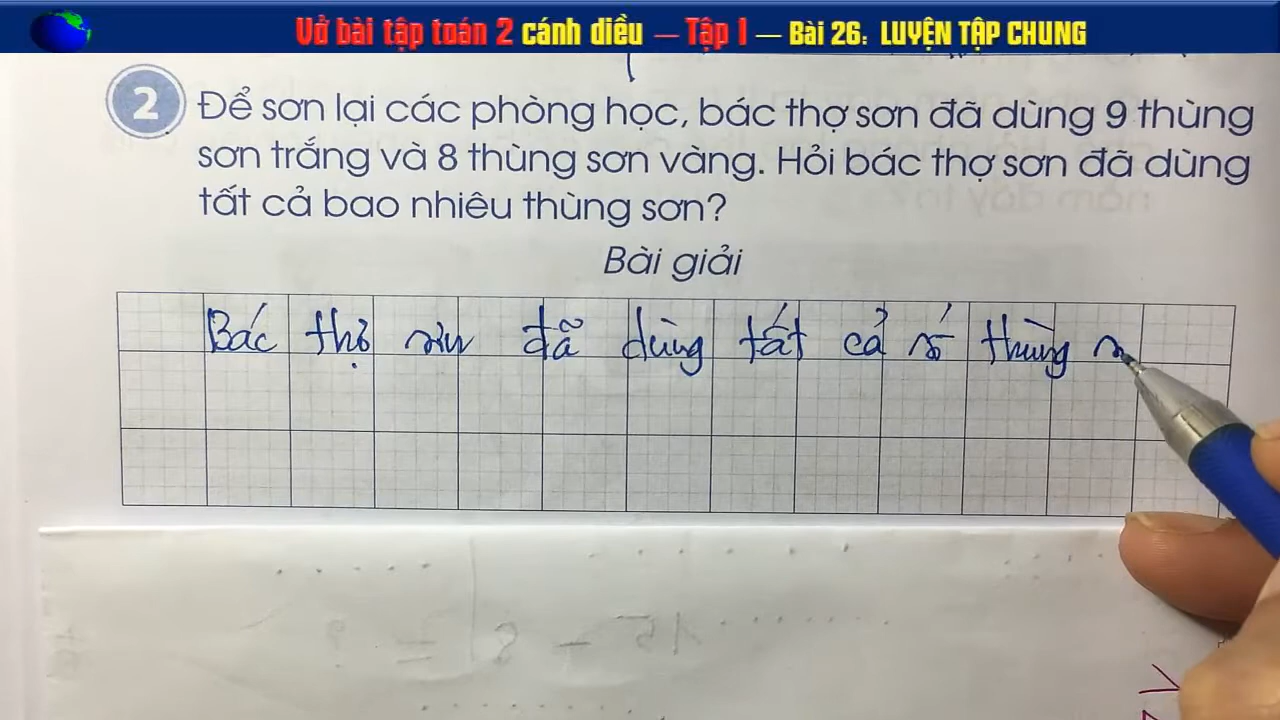 Vở bài tập toán 2 cánh diều – Tập 1 – Bài 26: LUYỆN TẬP CHUNG
2 Để sơn lại các phòng học, bác thợ sơn đã dùng 9 thùng
sơn trắng và 8 thùng sơn vàng. Hỏi bác thợ sơn đã dùng
tất cả bao nhiêu thùng sơn?
Bài giải
Bác thợ sơn đã dùng tất cả số thùng